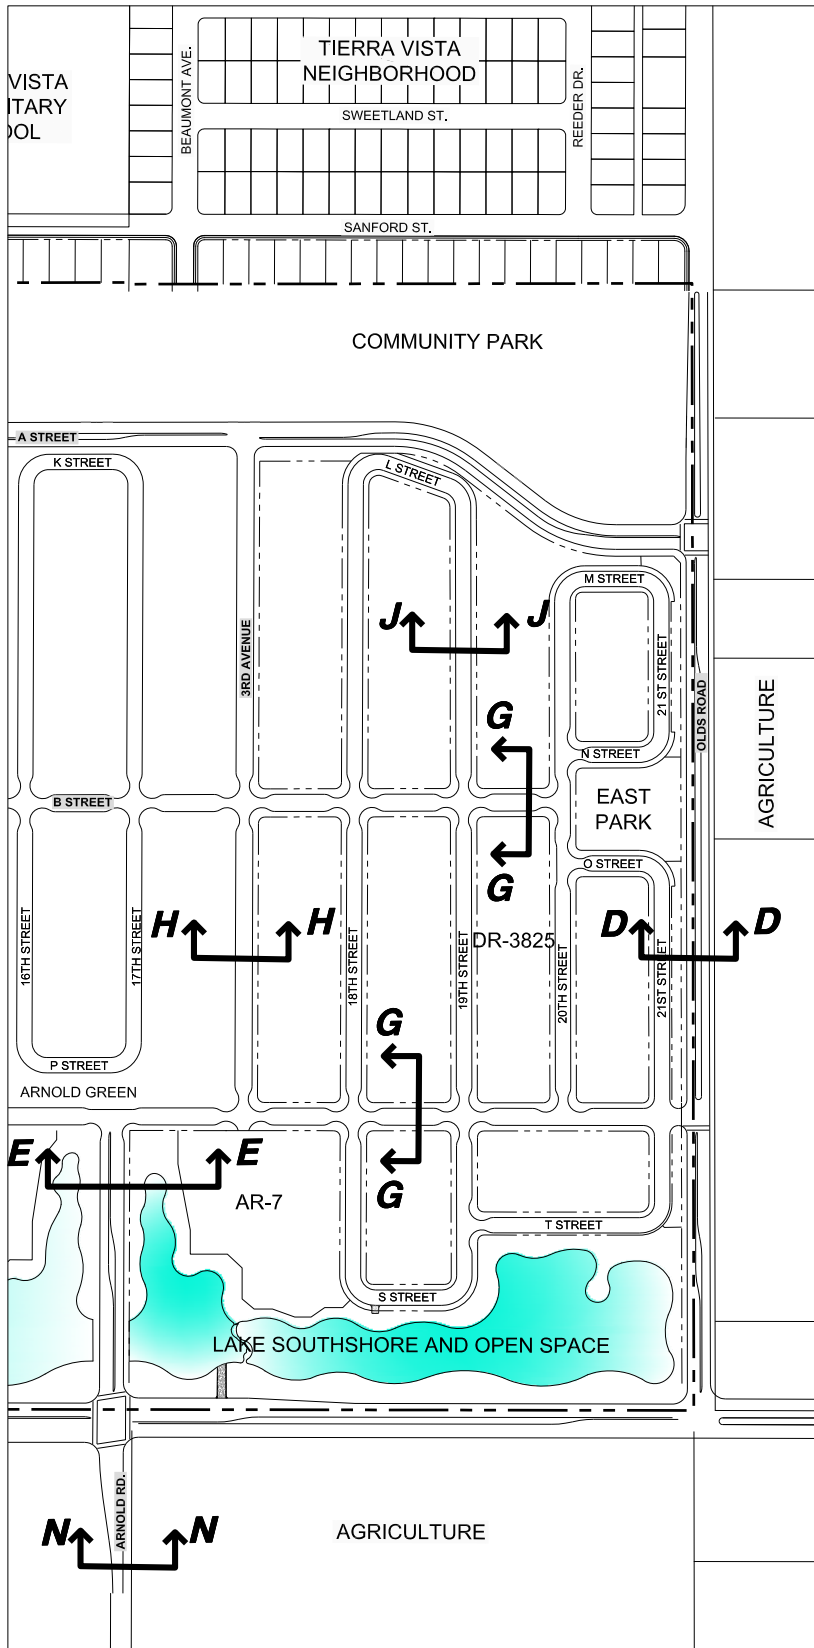 BEAUMONT AVE.
TIERRA VISTA
NEIGHBORHOOD
REEDER DR.
VISTA
ITARY
OOL
SWEETLAND ST.
SANFORD ST.
COMMUNITY PARK
A STREET
K STREET
L STREET
M STREET
J J
3RD AVENUE
21 ST STREET
OLDS ROAD
AGRICULTURE
G
N STREET
B STREET
EAST
PARK
G
O STREET
16TH STREET
17TH STREET
H H
18TH STREET
19TH STREET
DR-3825
20TH STREET
21ST STREET
D D
G
P STREET
ARNOLD GREEN
E E
G
AR-7
T STREET
S STREET
LAKE SOUTHSHORE AND OPEN SPACE
ARNOLD RD.
N N
AGRICULTURE